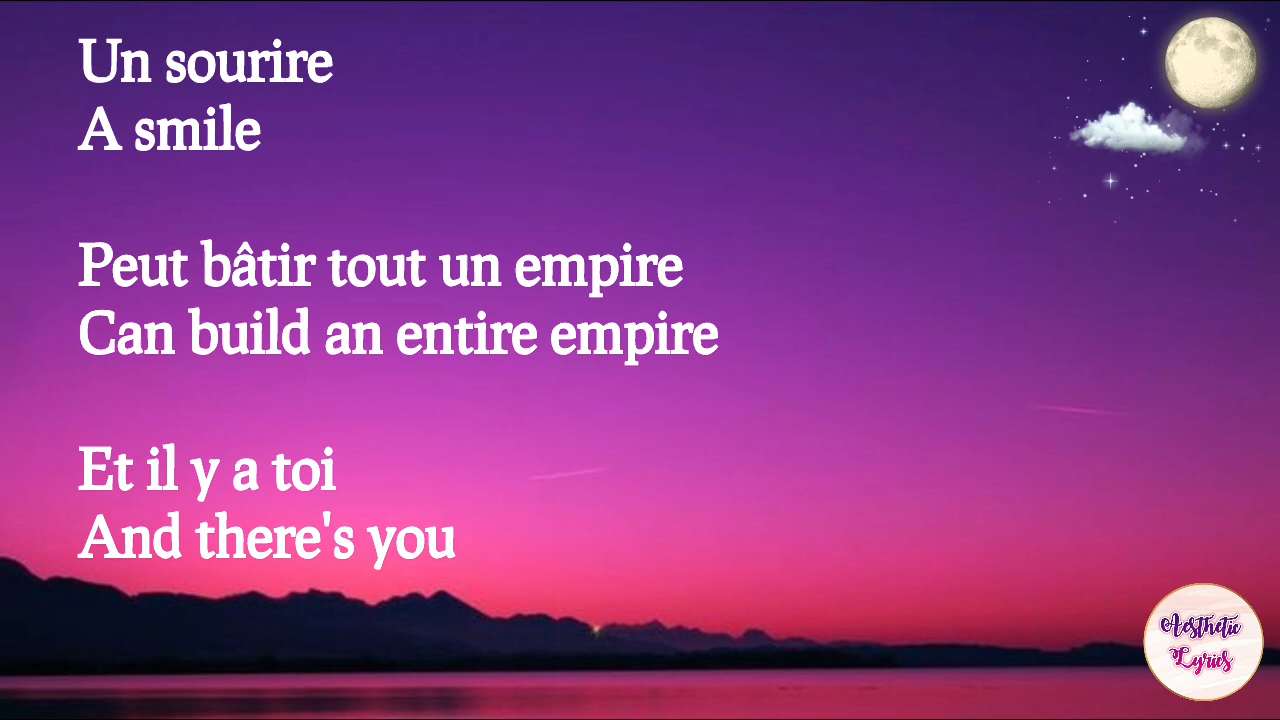 Un sourire
A smile
Peut bâtir tout un empire
Can build an entire empire
Et il y a toi
And there's you
Aesthetic
Lyrics